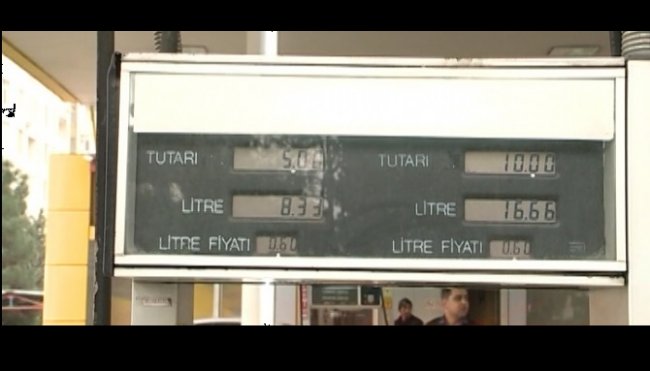 TUTARI 5.00 TUTARI 10.00
LİTRE 8.33 LİTRE 16.66
LİTRE FİYATI 0.60 LİTRE FİYATI 0.60